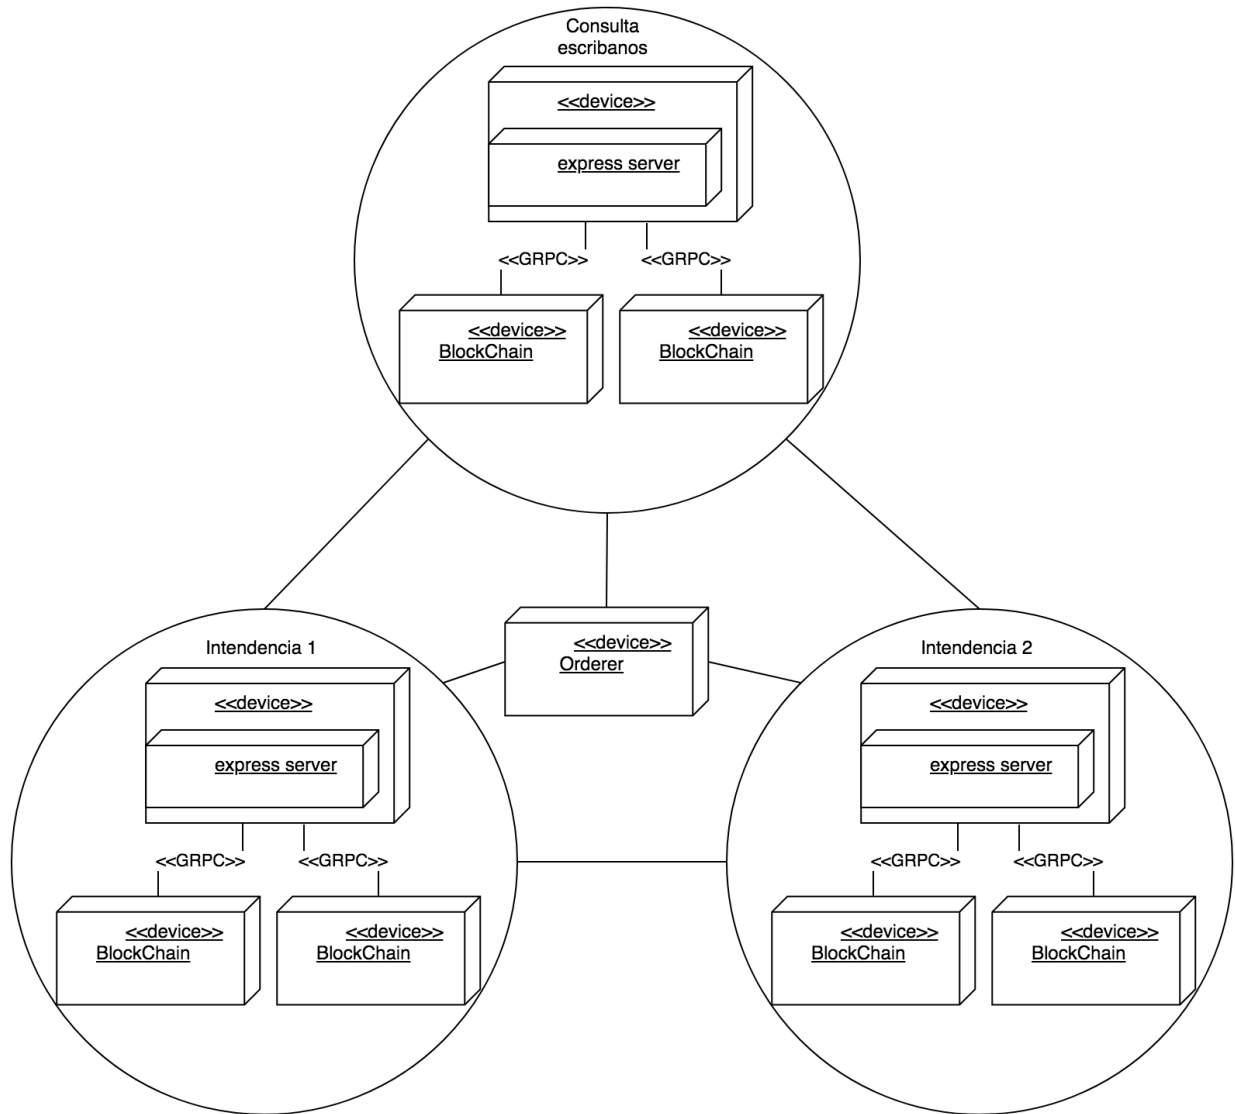 Consulta
escribanos
<<device>>
express server
<<GRPC>>
<<GRPC>>
<<device>>
BlockChain
<<device>>
BlockChain
<<device>>
Orderer
Intendencia 1
<<device>>
express server
<<GRPC>>
<<GRPC>>
<<device>>
BlockChain
<<device>>
BlockChain
Intendencia 2
<<device>>
express server
<<GRPC>>
<<GRPC>>
<<device>>
BlockChain
<<device>>
BlockChain